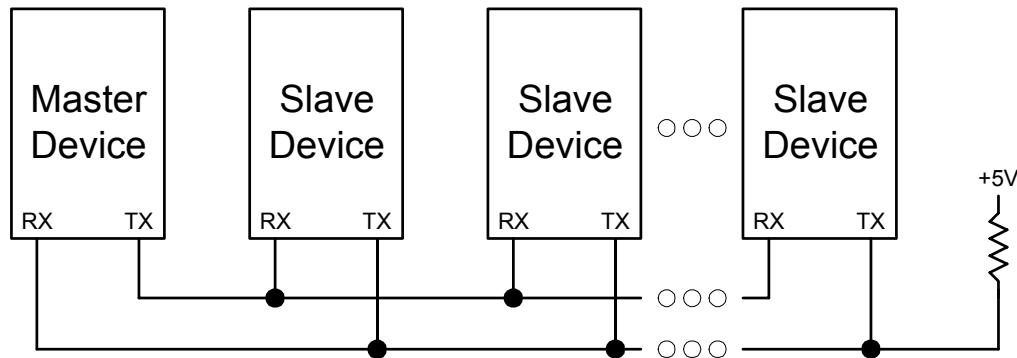 Master
Device
Slave
Device
Slave
Device
Slave
Device
RX TX
RX TX
RX TX
RX TX
+5V